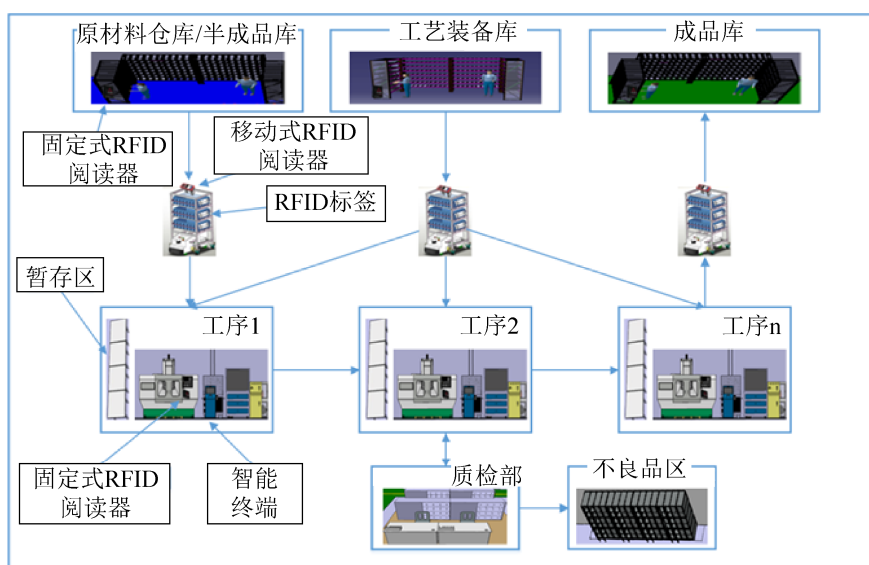 原材料仓库/半成品库
工艺装备库
成品库
固定式RFID
阅读器
移动式RFID
阅读器
RFID标签
暂存区
工序1
工序2
工序n
固定式RFID
阅读器
智能
终端
质检部
不良品区